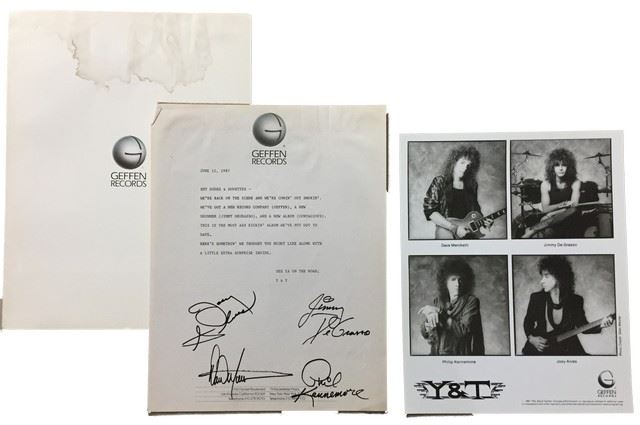 GEFFEN
RECORDS
GEFFEN
RECORDS
JUNE 12, 1987
HEY DUDES & DUDETTES -
WE'RE BACK ON THE SCENE AND WE'RE COMIN' OUT SMOKIN'.
WE'VE GOT A NEW RECORD COMPANY (GEFFEN), A NEW
DRUMMER (JIMMY DEGRASSO), AND A NEW ALBUM (CONTAGIOUS).
THIS IS THE MOST ASS KICKIN' ALBUM WE'VE PUT OUT TO
DATE.
HERE'S SOMETHIN' WE THOUGHT YOU MIGHT LIKE ALONG WITH
A LITTLE EXTRA SURPRISE INSIDE.
SEE YA ON THE ROAD,
Y & T
Jimmy
DeGrasso
Phil
Kennemore
Dave Meniketti
Jimmy De Grasso
Philip Kennemore
Joey Alves
Y&T
GEFFEN
RECORDS